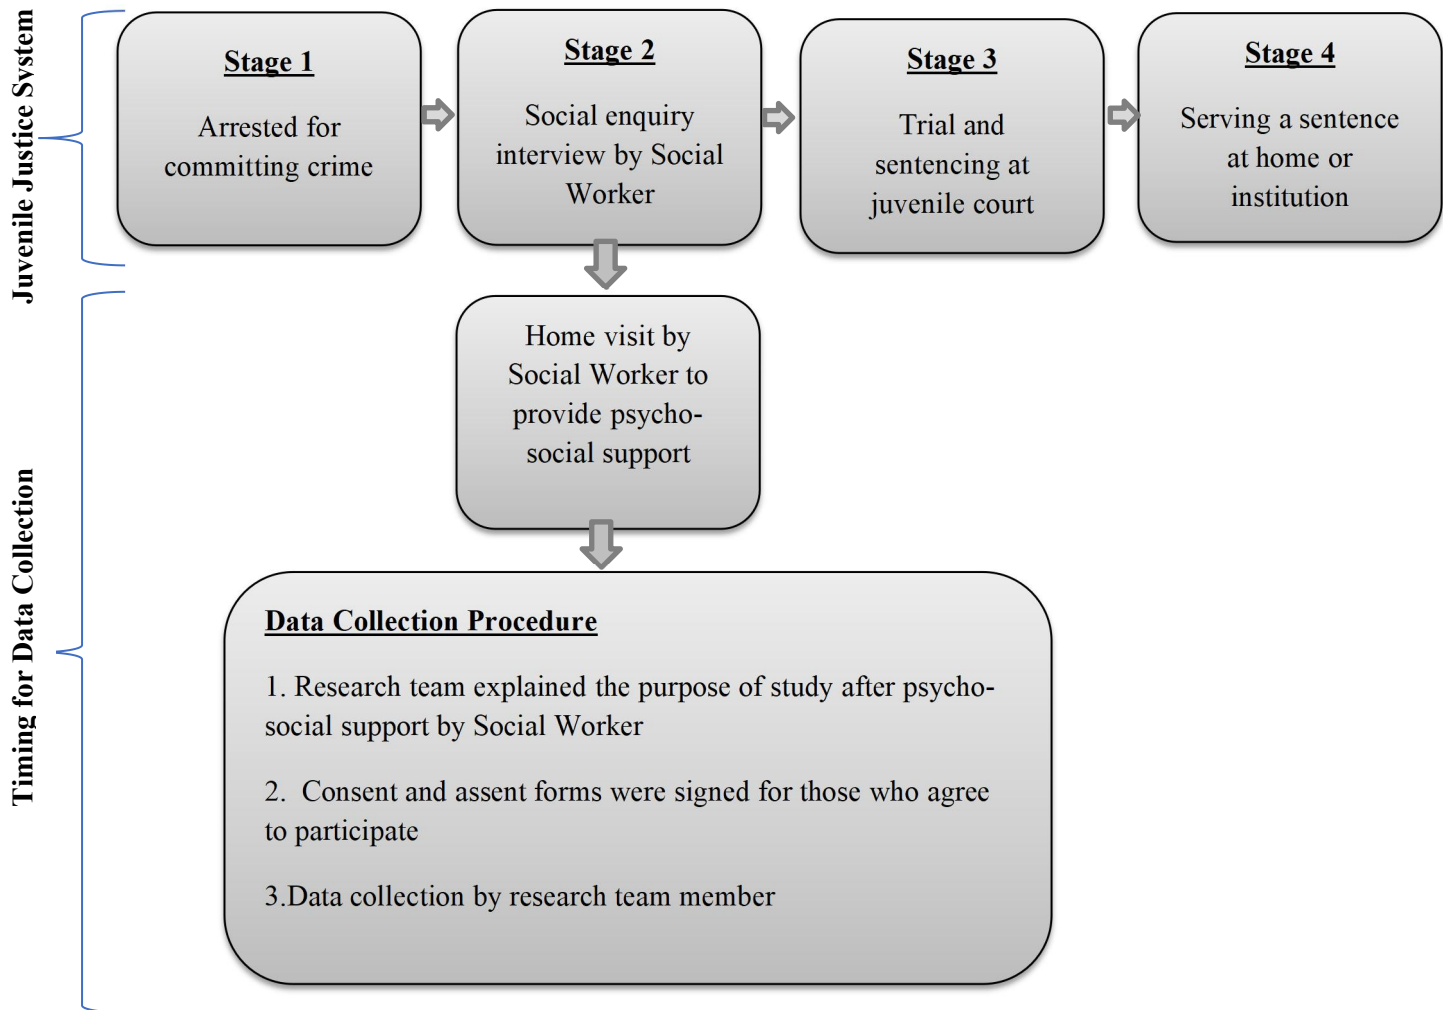 Juvenile Justice System
Stage 1
Arrested for
committing crime
Stage 2
Social enquiry
interview by Social
Worker
Stage 3
Trial and
sentencing at
juvenile court
Stage 4
Serving a sentence
at home or
institution
Timing for Data Collection
Home visit by
Social Worker to
provide psycho-
social support
Data Collection Procedure
1. Research team explained the purpose of study after psycho-
social support by Social Worker
2.  Consent and assent forms were signed for those who agree
to participate
3.Data collection by research team member